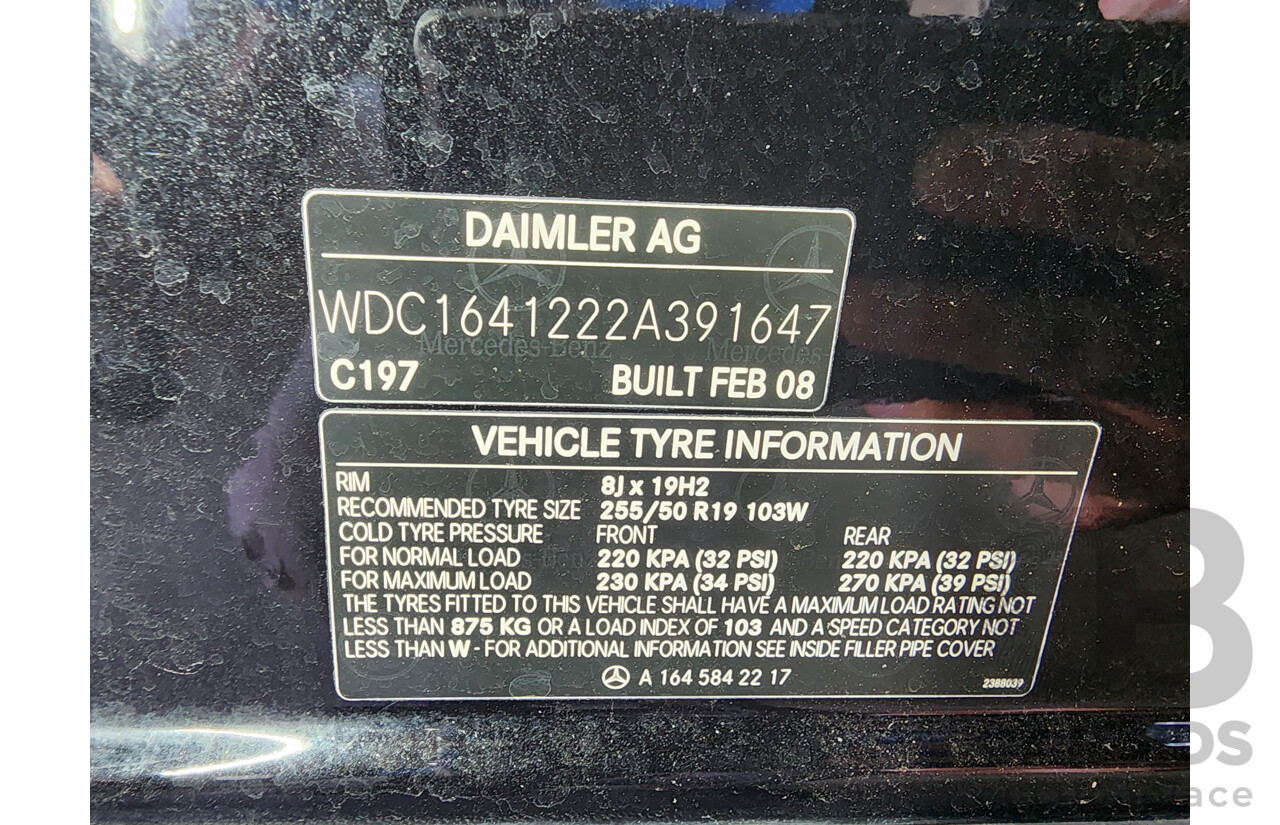 DAIMLER AG
WDC1641222A391647
Mercedes-Benz Mercedes-
C197 BUILT FEB 08
VEHICLE TYRE INFORMATION
RIM 8J x 19H2
RECOMMENDED TYRE SIZE 255/50 R19 103W
COLD TYRE PRESSURE FRONT REAR
FOR NORMAL LOAD 220 KPA (32 PSI) 220 KPA (32 PSI)
FOR MAXIMUM LOAD 230 KPA (34 PSI) 270 KPA (39 PSI)
THE TYRES FITTED TO THIS VEHICLE SHALL HAVE A MAXIMUM LOAD RATING NOT
LESS THAN 875 KG OR A LOAD INDEX OF 103 AND A SPEED CATEGORY NOT
LESS THAN W - FOR ADDITIONAL INFORMATION SEE INSIDE FILLER PIPE COVER
A 164 584 22 17
2388039